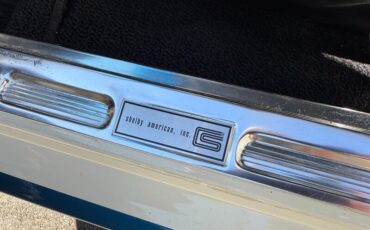 shelby american, inc. S